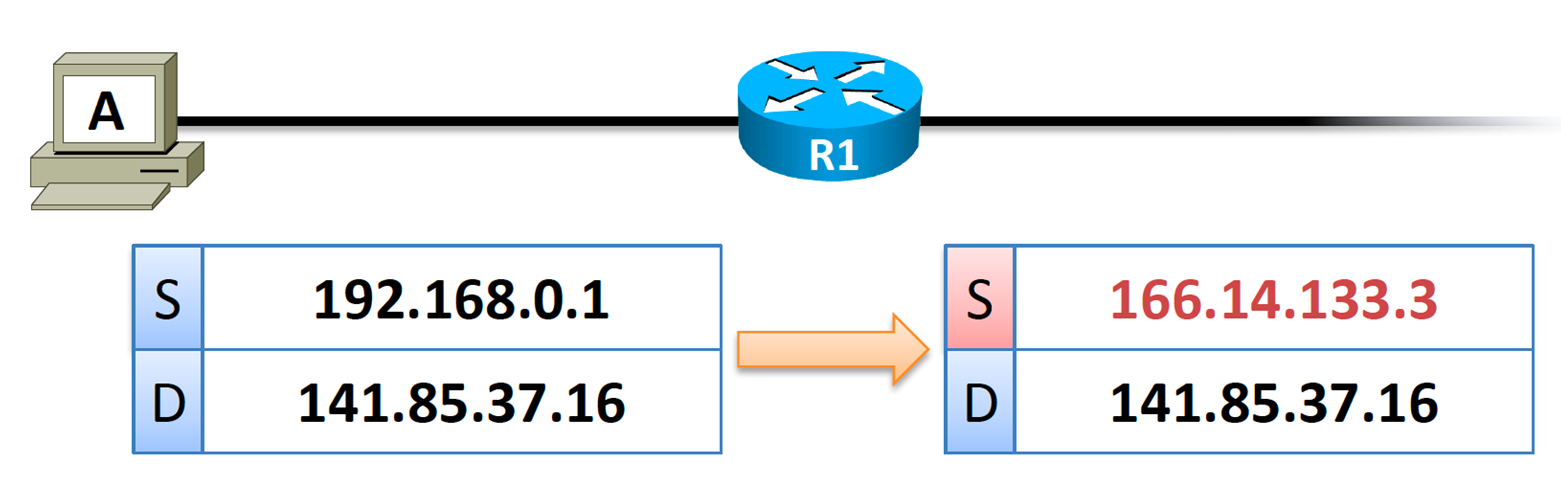 A
R1
S 192.168.0.1
D 141.85.37.16
S 166.14.133.3
D 141.85.37.16